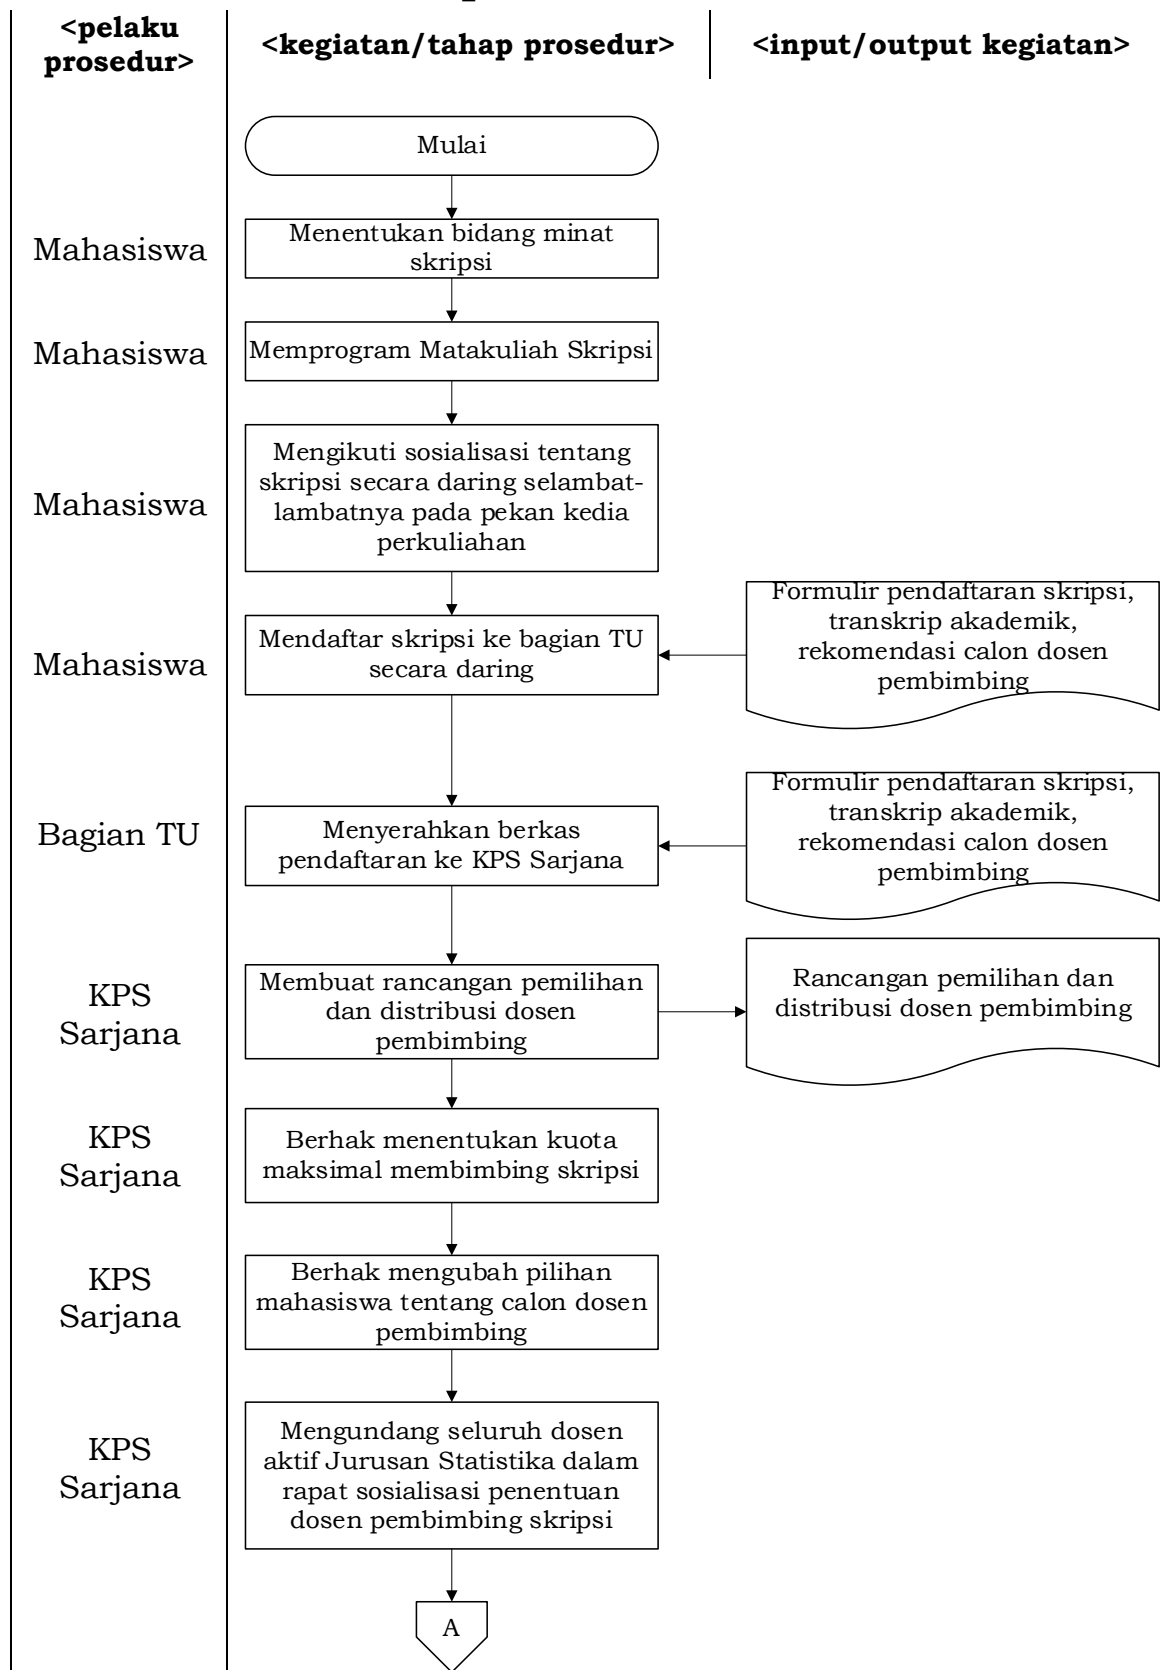 <pelaku
prosedur>
<kegiatan/tahap prosedur>
<input/output kegiatan>
Mulai
Mahasiswa
Menentukan bidang minat
skripsi
Mahasiswa
Memprogram Matakuliah Skripsi
Mahasiswa
Mengikuti sosialisasi tentang
skripsi secara daring selambat-
lambatnya pada pekan kedia
perkuliahan
Mahasiswa
Mendaftar skripsi ke bagian TU
secara daring
Formulir pendaftaran skripsi,
transkrip akademik,
rekomendasi calon dosen
pembimbing
Bagian TU
Menyerahkan berkas
pendaftaran ke KPS Sarjana
Formulir pendaftaran skripsi,
transkrip akademik,
rekomendasi calon dosen
pembimbing
KPS
Sarjana
Membuat rancangan pemilihan
dan distribusi dosen
pembimbing
Rancangan pemilihan dan
distribusi dosen pembimbing
KPS
Sarjana
Berhak menentukan kuota
maksimal membimbing skripsi
KPS
Sarjana
Berhak mengubah pilihan
mahasiswa tentang calon dosen
pembimbing
KPS
Sarjana
Mengundang seluruh dosen
aktif Jurusan Statistika dalam
rapat sosialisasi penentuan
dosen pembimbing skripsi
A